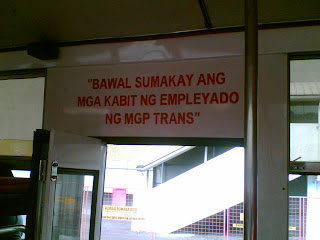 "BAWAL SUMAKAY ANG
MGA KABIT NG EMPLEYADO
NG MGP TRANS"